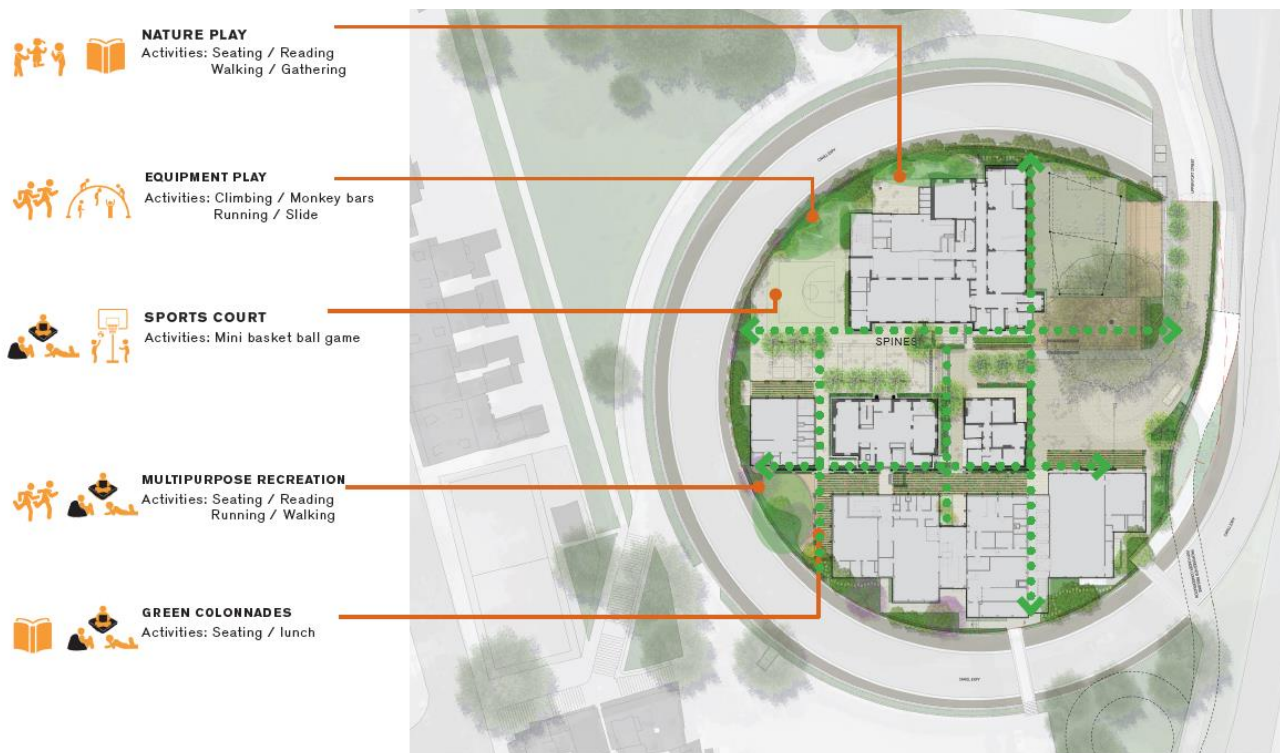 NATURE PLAY
Activities: Seating / Reading
Walking / Gathering
EQUIPMENT PLAY
Activities: Climbing / Monkey bars
Running / Slide
SPORTS COURT
Activities: Mini basket ball game
MULTIPURPOSE RECREATION
Activities: Seating / Reading
Running / Walking
GREEN COLONNADES
Activities: Seating / lunch
SPINES